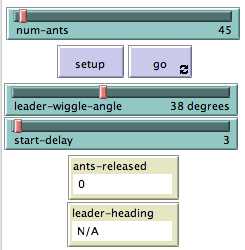 num-ants 45
setup go
leader-wiggle-angle 38 degrees
start-delay 3
ants-released
0
leader-heading
N/A